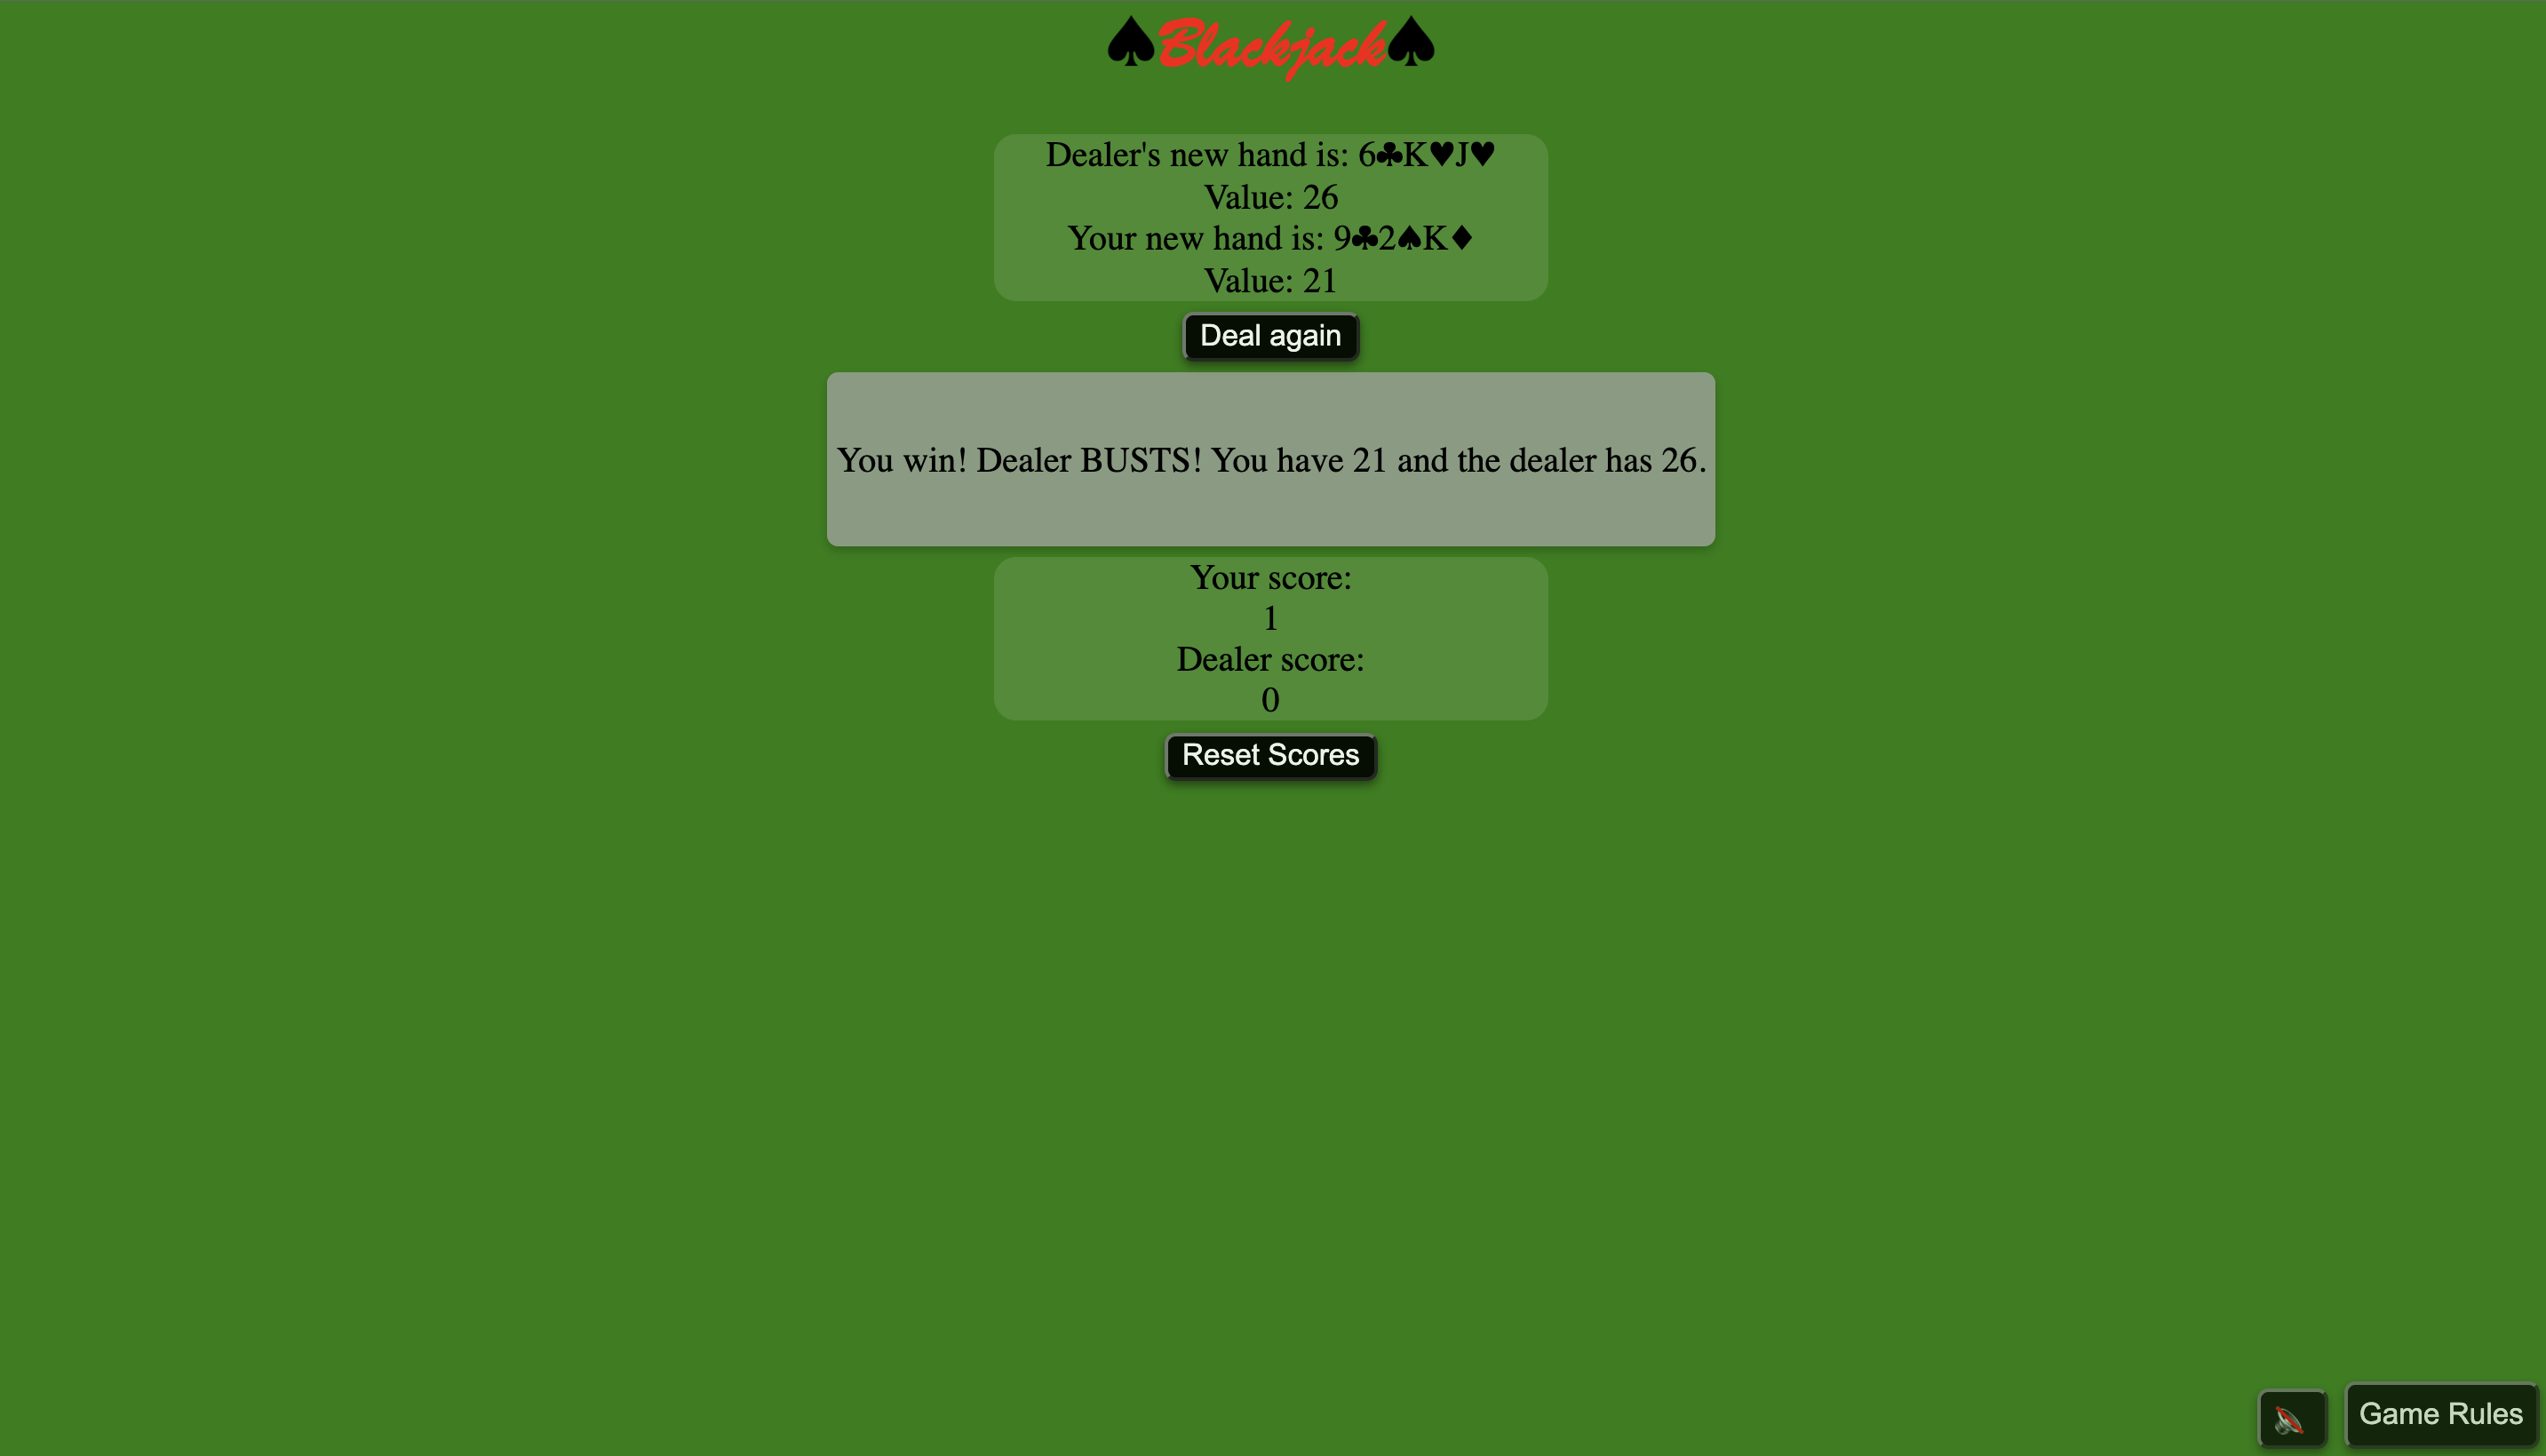 ♠Blackjack♠
Dealer's new hand is: 6♣K♥J♥
Value: 26
Your new hand is: 9♣2♠K♦
Value: 21
Deal again
You win! Dealer BUSTS! You have 21 and the dealer has 26.
Your score:
1
Dealer score:
0
Reset Scores
Game Rules